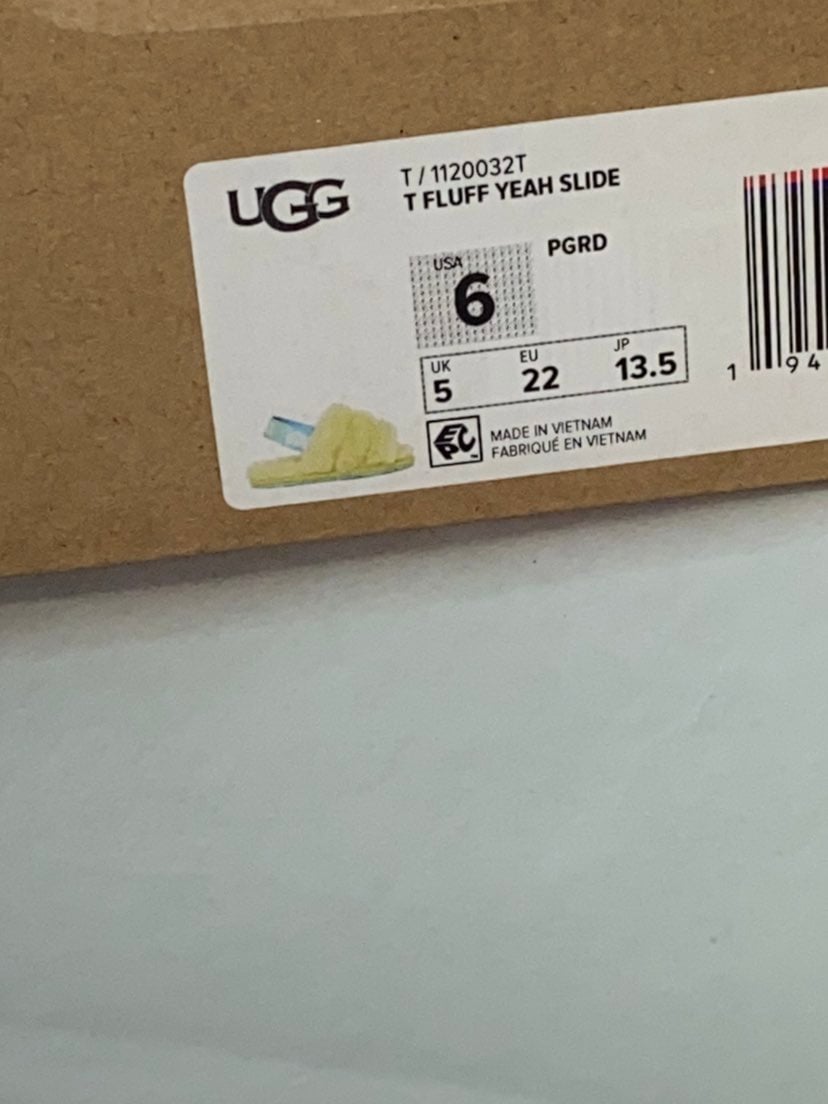 UGG
T / 1120032T
T FLUFF YEAH SLIDE
PGRD
USA
6
UK EU JP
5 22 13.5
MADE IN VIETNAM
FABRIQUÉ EN VIETNAM
1 94